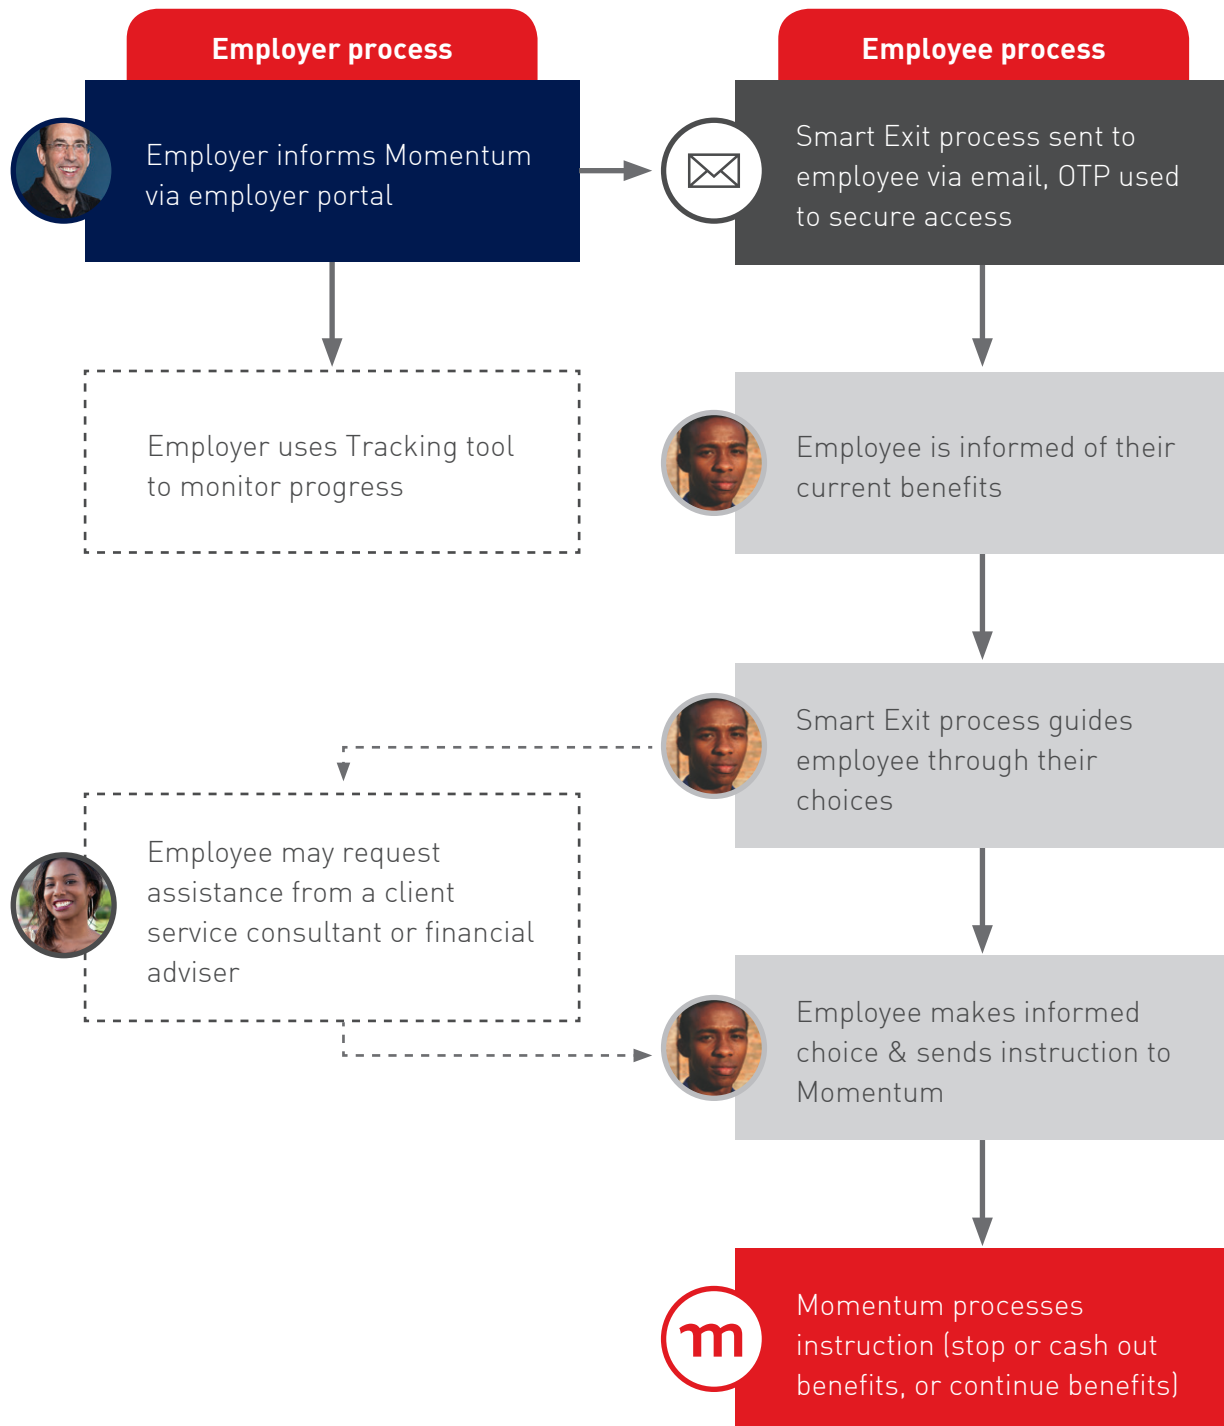 Employer process
Employee process
Employer informs Momentum
via employer portal
Smart Exit process sent to
employee via email, OTP used
to secure access
Employer uses Tracking tool
to monitor progress
Employee is informed of their
current benefits
Smart Exit process guides
employee through their
choices
Employee may request
assistance from a client
service consultant or financial
adviser
Employee makes informed
choice & sends instruction to
Momentum
m
Momentum processes
instruction (stop or cash out
benefits, or continue benefits)